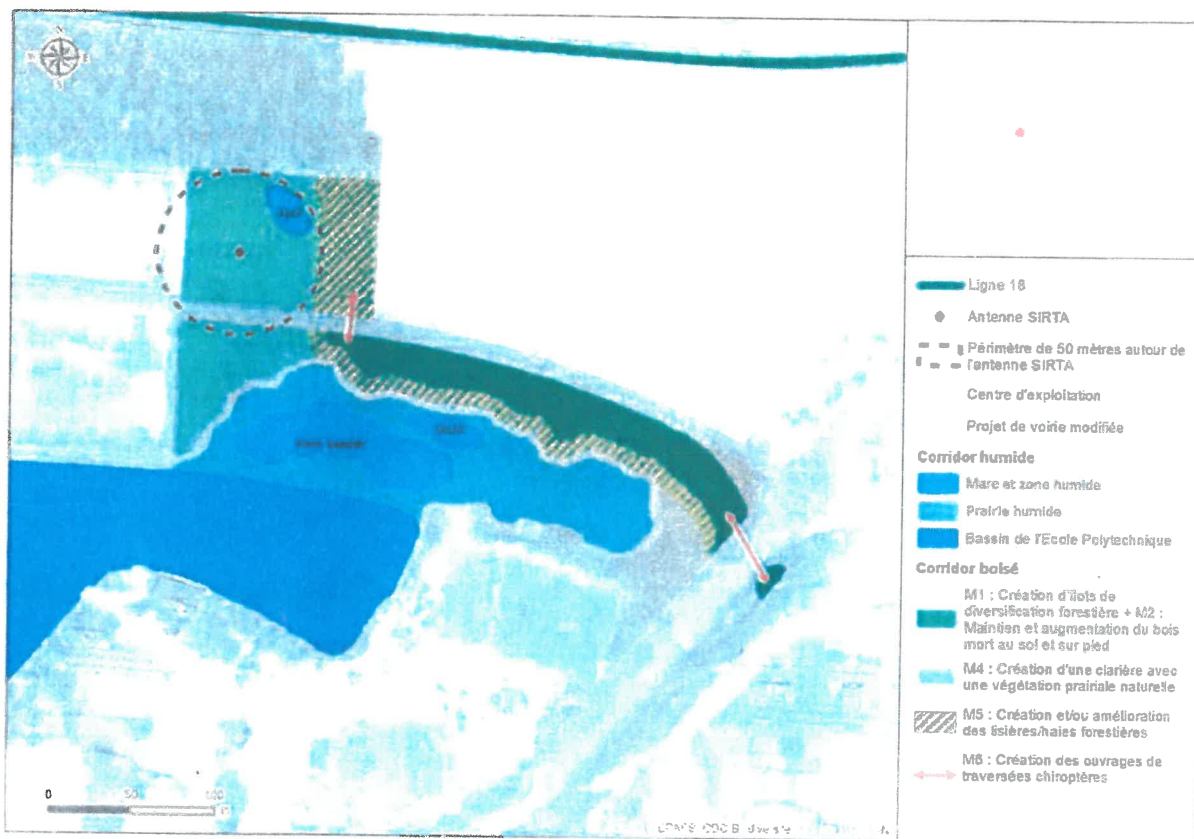 Ligne 18
Antenne SIRTA
Périmètre de 50 mètres autour de
l'antenne SIRTA
Centre d'exploitation
Projet de voirie modifiée
Corridor humide
Mare et zone humide
Prairie humide
Bassin de l'Ecole Polytechnique
Corridor boisé
M1 : Création d'îlots de
diversification forestière + M2 :
Maintien et augmentation du bois
mort au sol et sur pied
M4 : Création d'une clarière avec
une végétation prairiale naturelle
M5 : Création et/ou amélioration
des lisières/haies forestières
M6 : Création des ouvrages de
traversées chiroptères
0 50 100